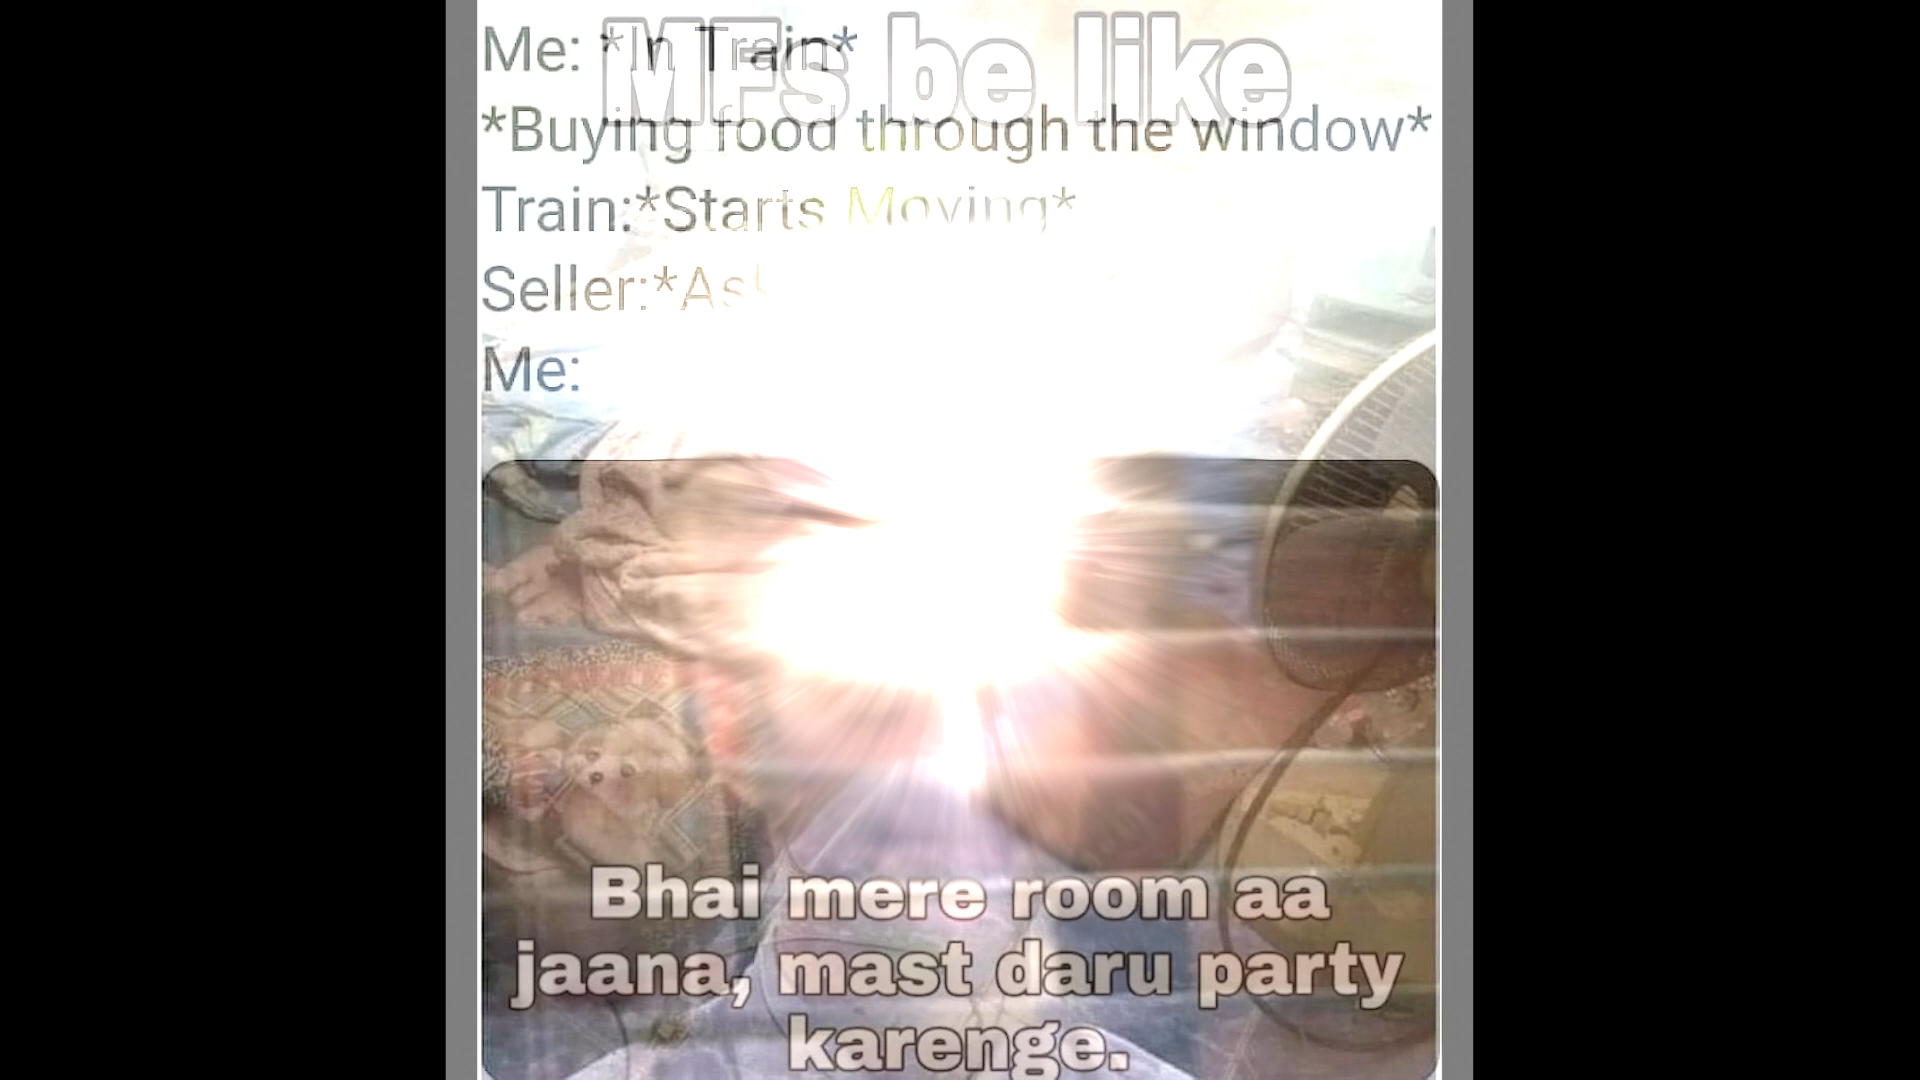 MFs be like
Me: *In Train*
*Buying food through the window*
Train:*Starts Moving*
Seller:
Me:
Bhai mere room aa
jaana, mast daru party
karenge.